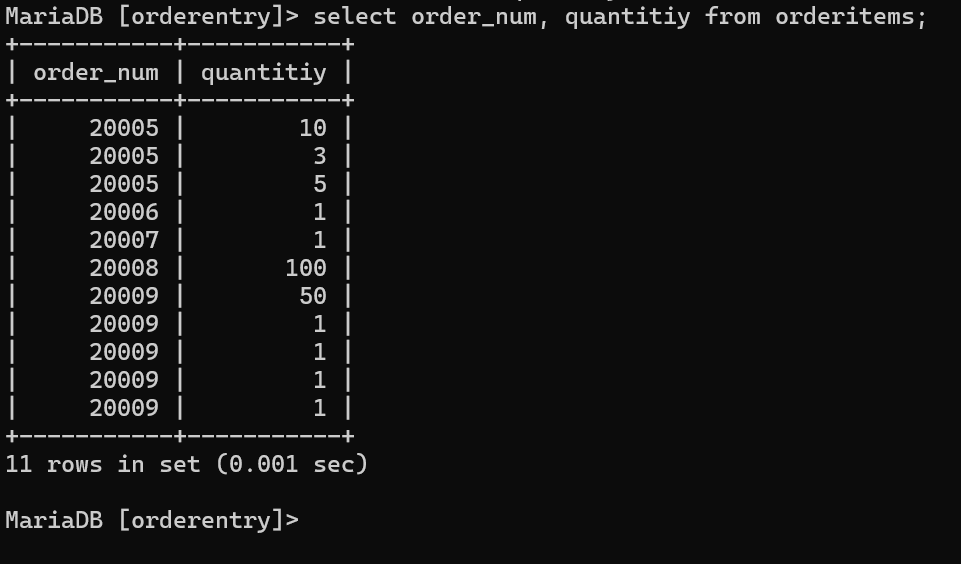 MariaDB [orderentry]> select order_num, quantitiy from orderitems;
+-----------+-----------+
| order_num | quantitiy |
+-----------+-----------+
|     20005 |        10 |
|     20005 |         3 |
|     20005 |         5 |
|     20006 |         1 |
|     20007 |         1 |
|     20008 |       100 |
|     20009 |        50 |
|     20009 |         1 |
|     20009 |         1 |
|     20009 |         1 |
|     20009 |         1 |
+-----------+-----------+
11 rows in set (0.001 sec)
MariaDB [orderentry]>